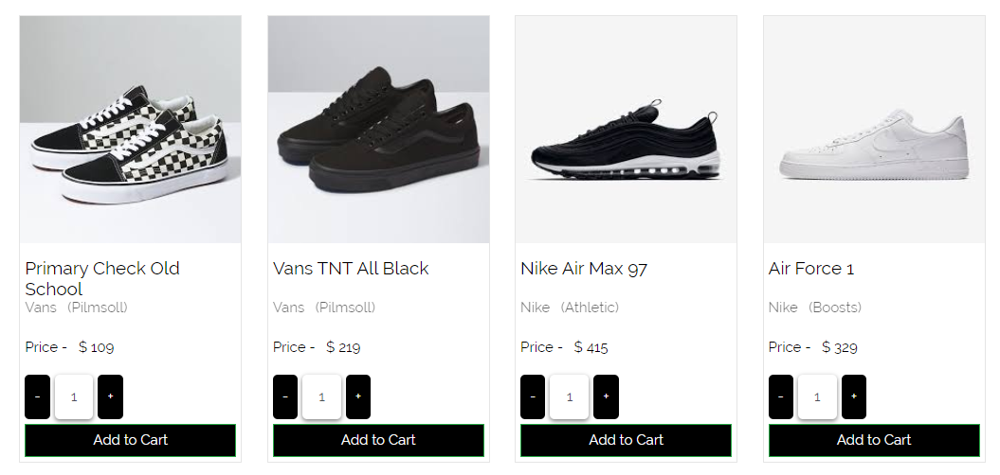 Primary Check Old
School
Vans (Pilmsoll)
Price - $ 109
- 1 +
Add to Cart
Vans TNT All Black
Vans (Pilmsoll)
Price - $ 219
- 1 +
Add to Cart
Nike Air Max 97
Nike (Athletic)
Price - $ 415
- 1 +
Add to Cart
Air Force 1
Nike (Boosts)
Price - $ 329
- 1 +
Add to Cart